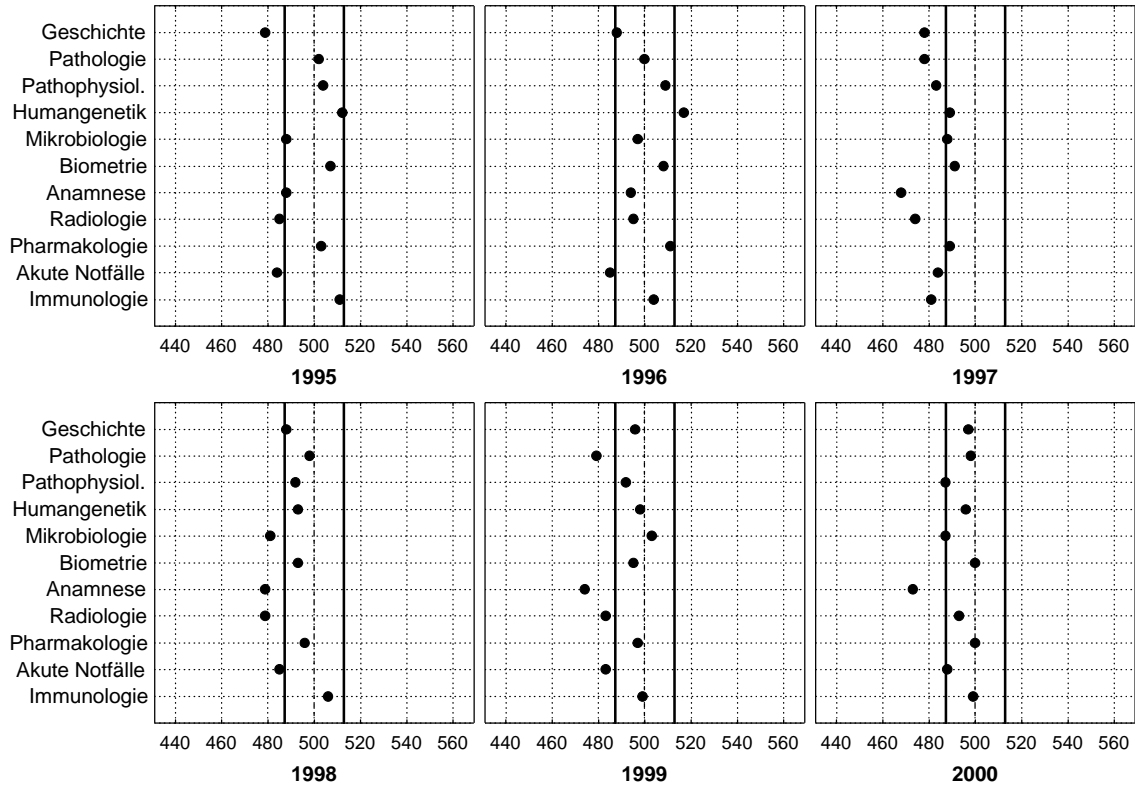 Geschichte
Pathologie
Pathophysiol.
Humangenetik
Mikrobiologie
Biometrie
Anamnese
Radiologie
Pharmakologie
Akute Notfälle
Immunologie
440 460 480 500 520 540 560 440 460 480 500 520 540 560 440 460 480 500 520 540 560
1995 1996 1997
Geschichte
Pathologie
Pathophysiol.
Humangenetik
Mikrobiologie
Biometrie
Anamnese
Radiologie
Pharmakologie
Akute Notfälle
Immunologie
440 460 480 500 520 540 560 440 460 480 500 520 540 560 440 460 480 500 520 540 560
1998 1999 2000